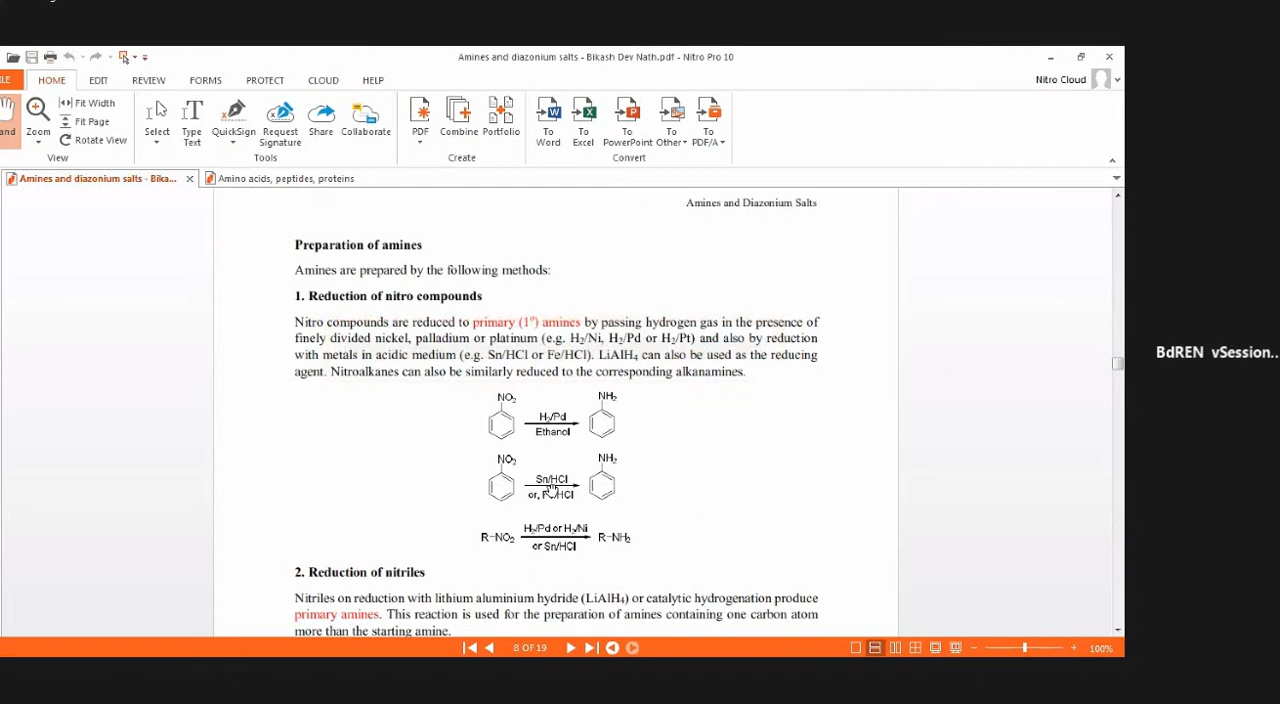 Amines and diazonium salts - Bikash Dev Nath.pdf - Nitro Pro 10
HOME EDIT REVIEW FORMS PROTECT CLOUD HELP
Nitro Cloud
Zoom
Fit Width
Fit Page
Rotate View
View
Select
Type Text
QuickSign
Request Signature
Share
Collaborate
Tools
PDF
Combine
Portfolio
Create
To Word
To Excel
To PowerPoint
To Other
To PDF/A
Convert
Amines and diazonium salts - Bika...
Amino acids, peptides, proteins
Amines and Diazonium Salts
Preparation of amines
Amines are prepared by the following methods:
1. Reduction of nitro compounds
Nitro compounds are reduced to primary (1°) amines by passing hydrogen gas in the presence of
finely divided nickel, palladium or platinum (e.g. H₂/Ni, H₂/Pd or H₂/Pt) and also by reduction
with metals in acidic medium (e.g. Sn/HCl or Fe/HCl). LiAlH₄ can also be used as the reducing
agent. Nitroalkanes can also be similarly reduced to the corresponding alkanamines.
NO₂ H₂/Pd NH₂
Ethanol
NO₂ NH₂
Sn/HCl
or,
R-NO₂ H₂/Pd or H₂/Ni R-NH₂
or Sn/HCl
2. Reduction of nitriles
Nitriles on reduction with lithium aluminium hydride (LiAlH₄) or catalytic hydrogenation produce
primary amines. This reaction is used for the preparation of amines containing one carbon atom
more than the starting amine.
8 OF 19
100%
BdREN vSession...